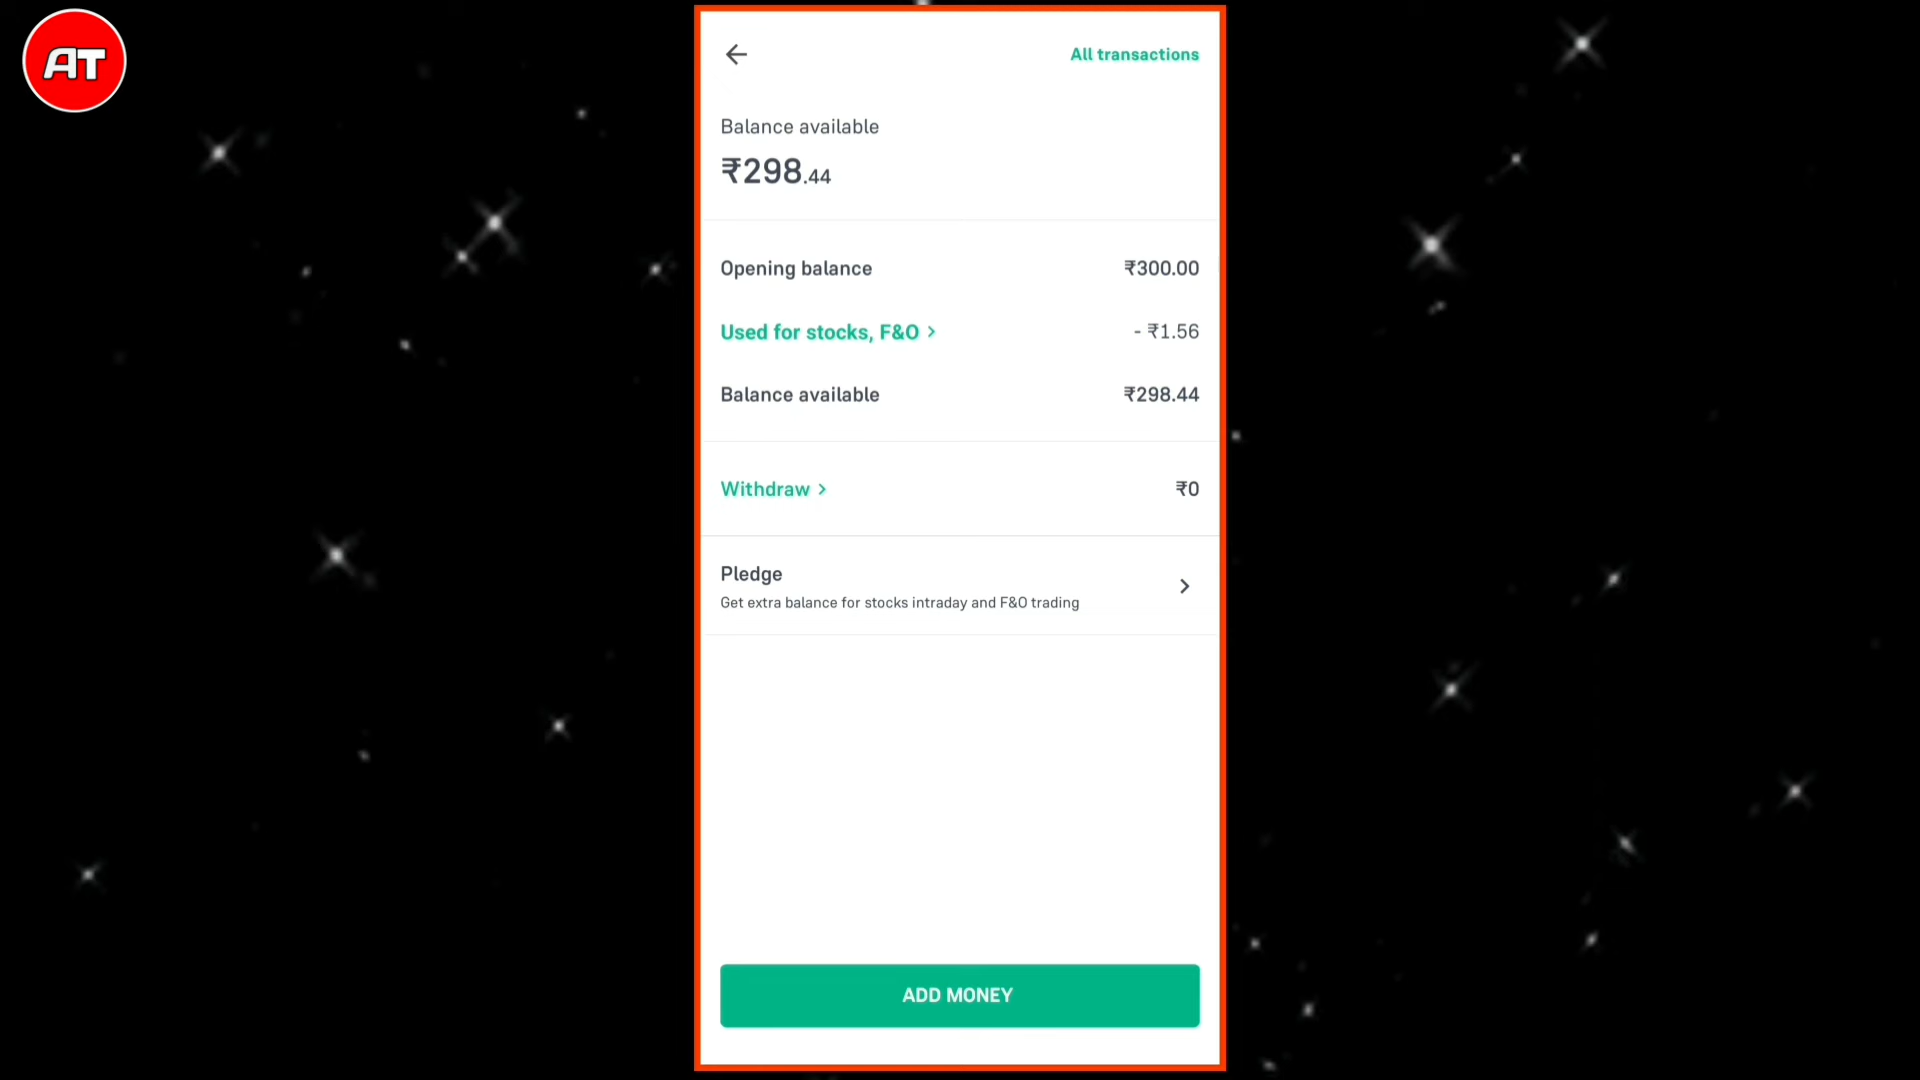 AT
All transactions
Balance available
₹298.44
Opening balance ₹300.00
Used for stocks, F&O > - ₹1.56
Balance available ₹298.44
Withdraw > ₹0
Pledge
Get extra balance for stocks intraday and F&O trading
ADD MONEY